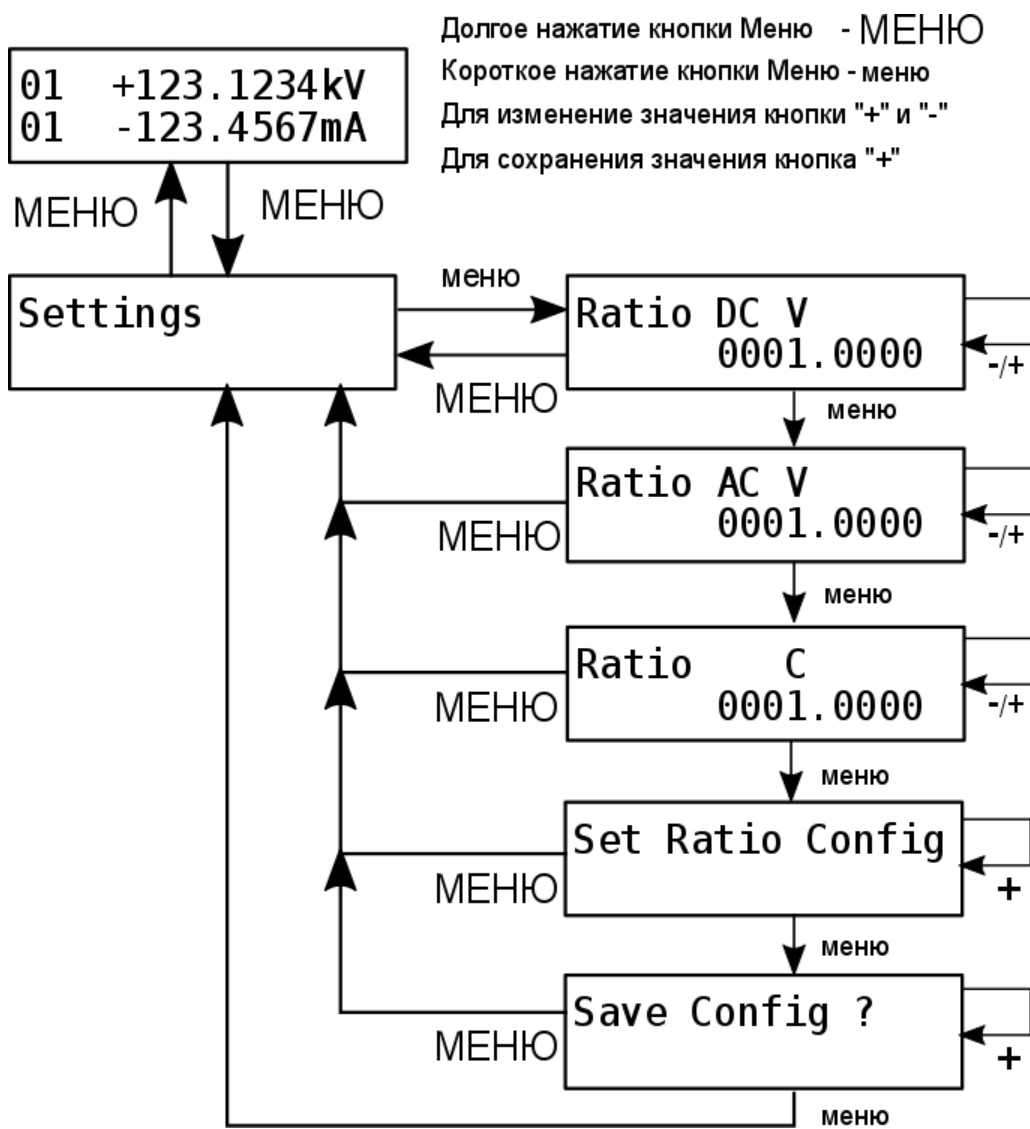 Долгое нажатие кнопки Меню - МЕНЮ
Короткое нажатие кнопки Меню - меню
Для изменение значения кнопки "+" и "-"
Для сохранения значения кнопка "+"
01 +123.1234kV
01 -123.4567mA
МЕНЮ
МЕНЮ
Settings
меню
МЕНЮ
Ratio DC V
0001.0000
-/+
меню
Ratio AC V
0001.0000
-/+
МЕНЮ
меню
Ratio C
0001.0000
-/+
МЕНЮ
меню
Set Ratio Config
+
МЕНЮ
меню
Save Config ?
+
МЕНЮ
меню